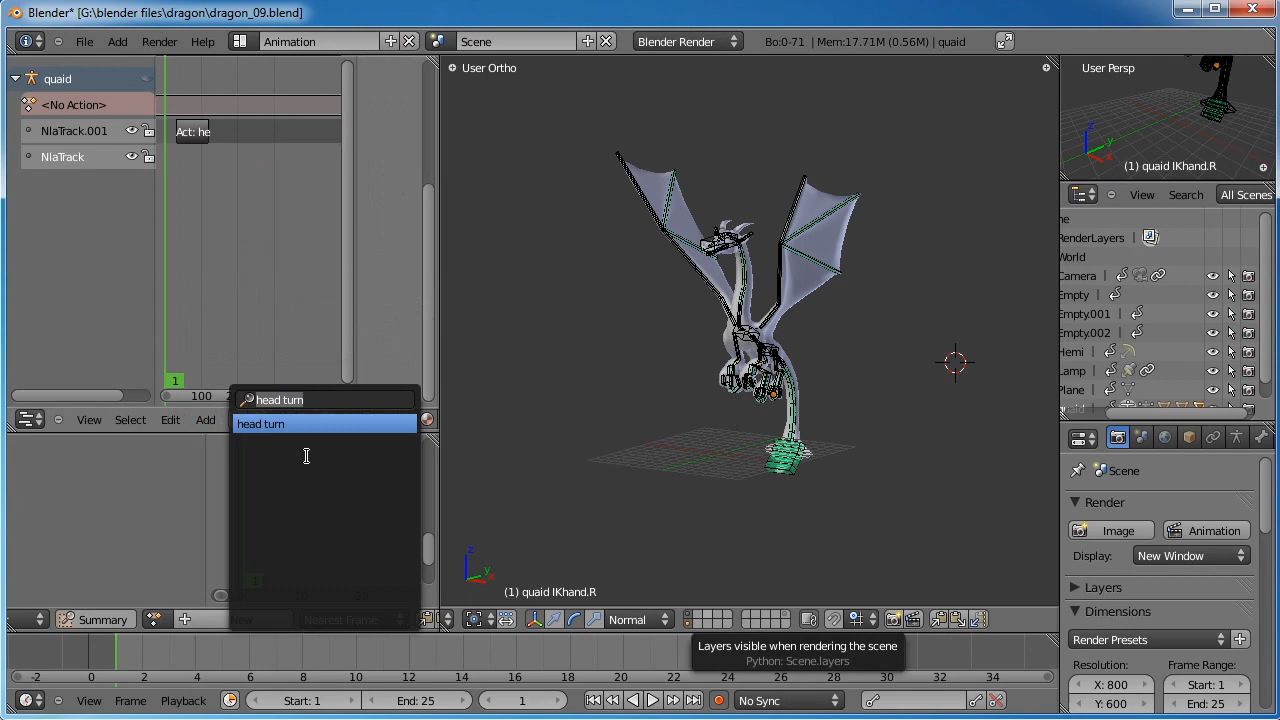 Blender* [G:\blender files\dragon\dragon_09.blend]
File Add Render Help Animation Scene Blender Render Bo:0-71 | Mem:17.71M (0.56M) | quaid
quaid
<No Action>
NlaTrack.001
Act: he
NlaTrack
1
100
View Select Edit Add
head turn
head turn
1
Summary
New
Nearest Frame
User Ortho
z
y
x
(1) quaid IKhand.R
Normal
Layers visible when rendering the scene
Python: Scene.layers
User Persp
z
y
x
(1) quaid IKhand.R
View Search All Scenes
ne
RenderLayers
World
Camera
Empty
Empty.001
Empty.002
Hemi
Lamp
Plane
quaid
Scene
Render
Image Animation
Display: New Window
Layers
Dimensions
Render Presets
Resolution: Frame Range:
X: 800 Start: 1
Y: 600 End: 25
-2 0 2 4 6 8 10 12 14 16 18 20 22 24 26 28 30 32 34
View Frame Playback Start: 1 End: 25 1 No Sync